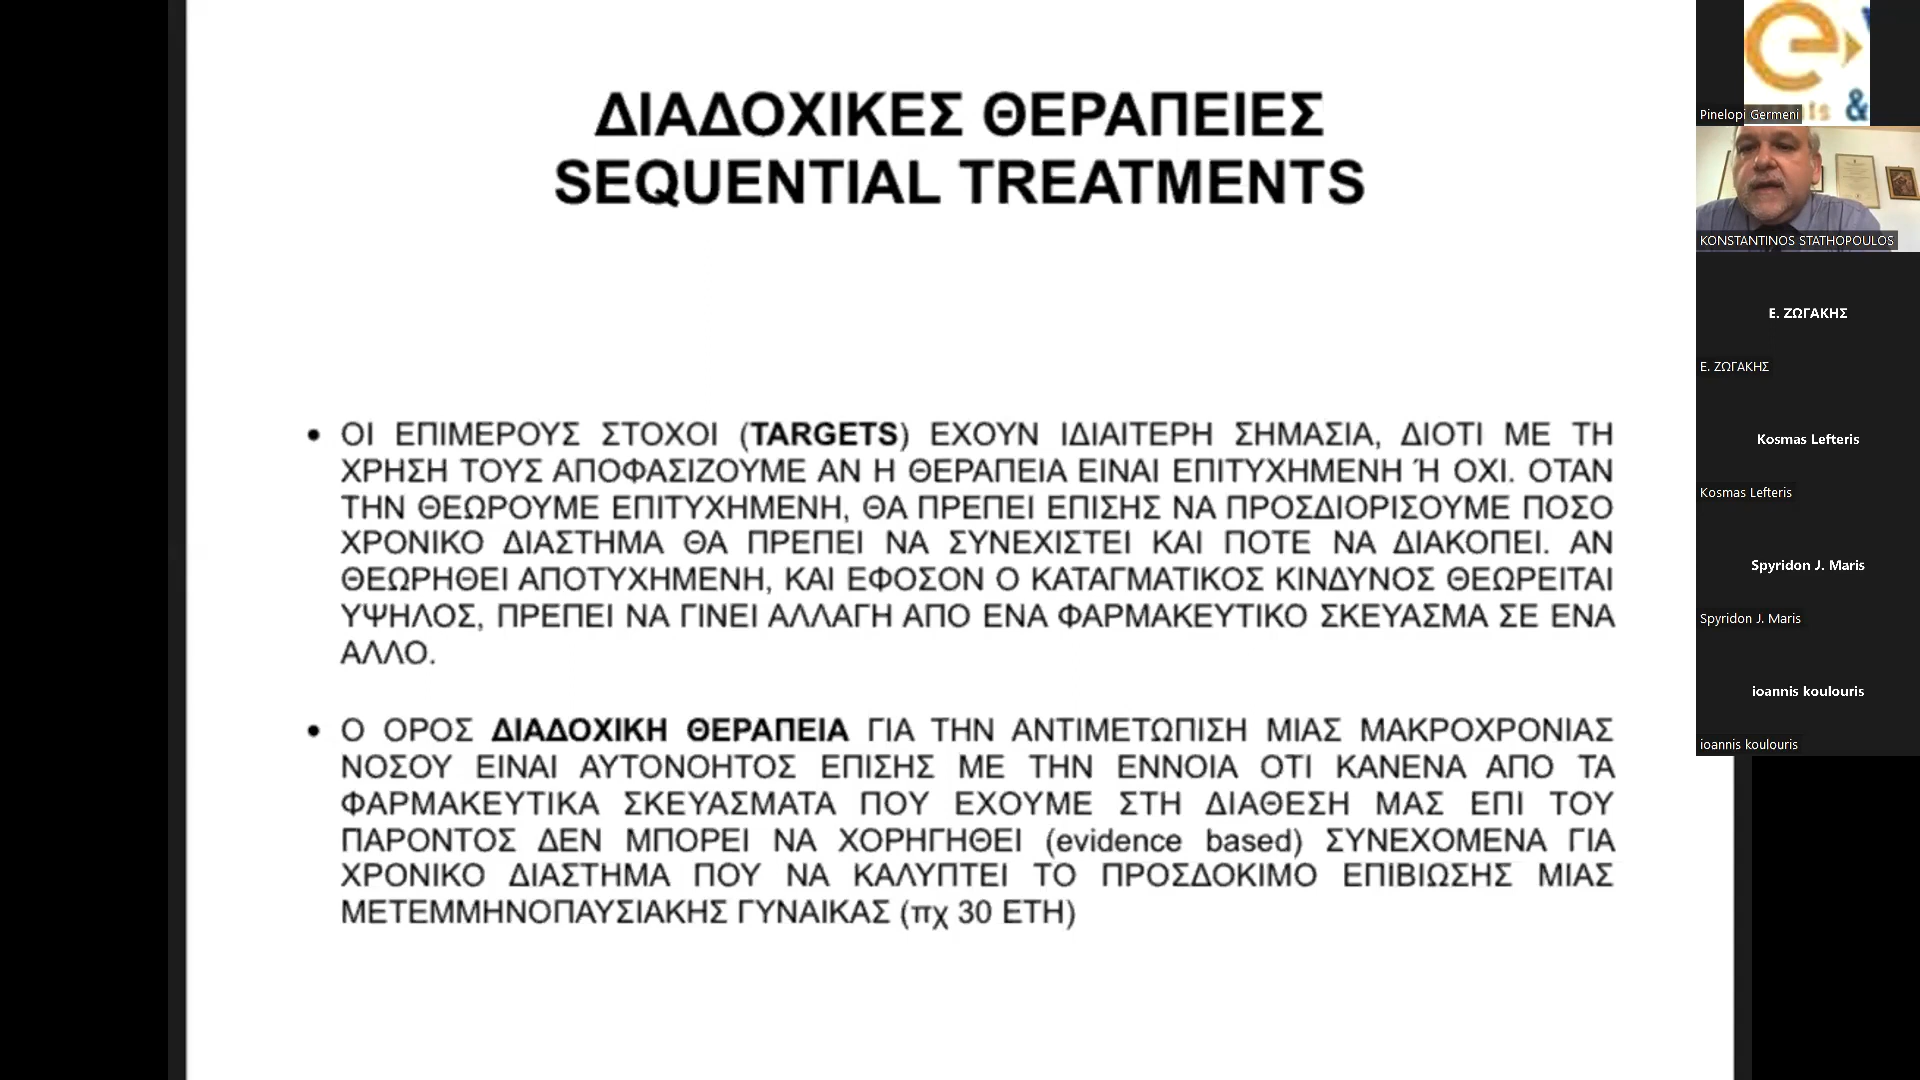 ΔΙΑΔΟΧΙΚΕΣ ΘΕΡΑΠΕΙΕΣ
SEQUENTIAL TREATMENTS
• ΟΙ ΕΠΙΜΕΡΟΥΣ ΣΤΟΧΟΙ (TARGETS) ΕΧΟΥΝ ΙΔΙΑΙΤΕΡΗ ΣΗΜΑΣΙΑ, ΔΙΟΤΙ ΜΕ ΤΗ
ΧΡΗΣΗ ΤΟΥΣ ΑΠΟΦΑΣΙΖΟΥΜΕ ΑΝ Η ΘΕΡΑΠΕΙΑ ΕΙΝΑΙ ΕΠΙΤΥΧΗΜΕΝΗ Ή ΟΧΙ. ΟΤΑΝ
ΤΗΝ ΘΕΩΡΟΥΜΕ ΕΠΙΤΥΧΗΜΕΝΗ, ΘΑ ΠΡΕΠΕΙ ΕΠΙΣΗΣ ΝΑ ΠΡΟΣΔΙΟΡΙΣΟΥΜΕ ΠΟΣΟ
ΧΡΟΝΙΚΟ ΔΙΑΣΤΗΜΑ ΘΑ ΠΡΕΠΕΙ ΝΑ ΣΥΝΕΧΙΣΤΕΙ ΚΑΙ ΠΟΤΕ ΝΑ ΔΙΑΚΟΠΕΙ. ΑΝ
ΘΕΩΡΗΘΕΙ ΑΠΟΤΥΧΗΜΕΝΗ, ΚΑΙ ΕΦΟΣΟΝ Ο ΚΑΤΑΓΜΑΤΙΚΟΣ ΚΙΝΔΥΝΟΣ ΘΕΩΡΕΙΤΑΙ
ΥΨΗΛΟΣ, ΠΡΕΠΕΙ ΝΑ ΓΙΝΕΙ ΑΛΛΑΓΗ ΑΠΟ ΕΝΑ ΦΑΡΜΑΚΕΥΤΙΚΟ ΣΚΕΥΑΣΜΑ ΣΕ ΕΝΑ
ΑΛΛΟ.
• Ο ΟΡΟΣ ΔΙΑΔΟΧΙΚΗ ΘΕΡΑΠΕΙΑ ΓΙΑ ΤΗΝ ΑΝΤΙΜΕΤΩΠΙΣΗ ΜΙΑΣ ΜΑΚΡΟΧΡΟΝΙΑΣ
ΝΟΣΟΥ ΕΙΝΑΙ ΑΥΤΟΝΟΗΤΟΣ ΕΠΙΣΗΣ ΜΕ ΤΗΝ ΕΝΝΟΙΑ ΟΤΙ ΚΑΝΕΝΑ ΑΠΟ ΤΑ
ΦΑΡΜΑΚΕΥΤΙΚΑ ΣΚΕΥΑΣΜΑΤΑ ΠΟΥ ΕΧΟΥΜΕ ΣΤΗ ΔΙΑΘΕΣΗ ΜΑΣ ΕΠΙ ΤΟΥ
ΠΑΡΟΝΤΟΣ ΔΕΝ ΜΠΟΡΕΙ ΝΑ ΧΟΡΗΓΗΘΕΙ (evidence based) ΣΥΝΕΧΟΜΕΝΑ ΓΙΑ
ΧΡΟΝΙΚΟ ΔΙΑΣΤΗΜΑ ΠΟΥ ΝΑ ΚΑΛΥΠΤΕΙ ΤΟ ΠΡΟΣΔΟΚΙΜΟ ΕΠΙΒΙΩΣΗΣ ΜΙΑΣ
ΜΕΤΕΜΜΗΝΟΠΑΥΣΙΑΚΗΣ ΓΥΝΑΙΚΑΣ (πχ 30 ΕΤΗ)
Pinelopi Germeni
&
KONSTANTINOS STATHOPOULOS
Ε. ΖΩΓΑΚΗΣ
Ε. ΖΩΓΑΚΗΣ
Kosmas Lefteris
Kosmas Lefteris
Spyridon J. Maris
Spyridon J. Maris
ioannis koulouris
ioannis koulouris